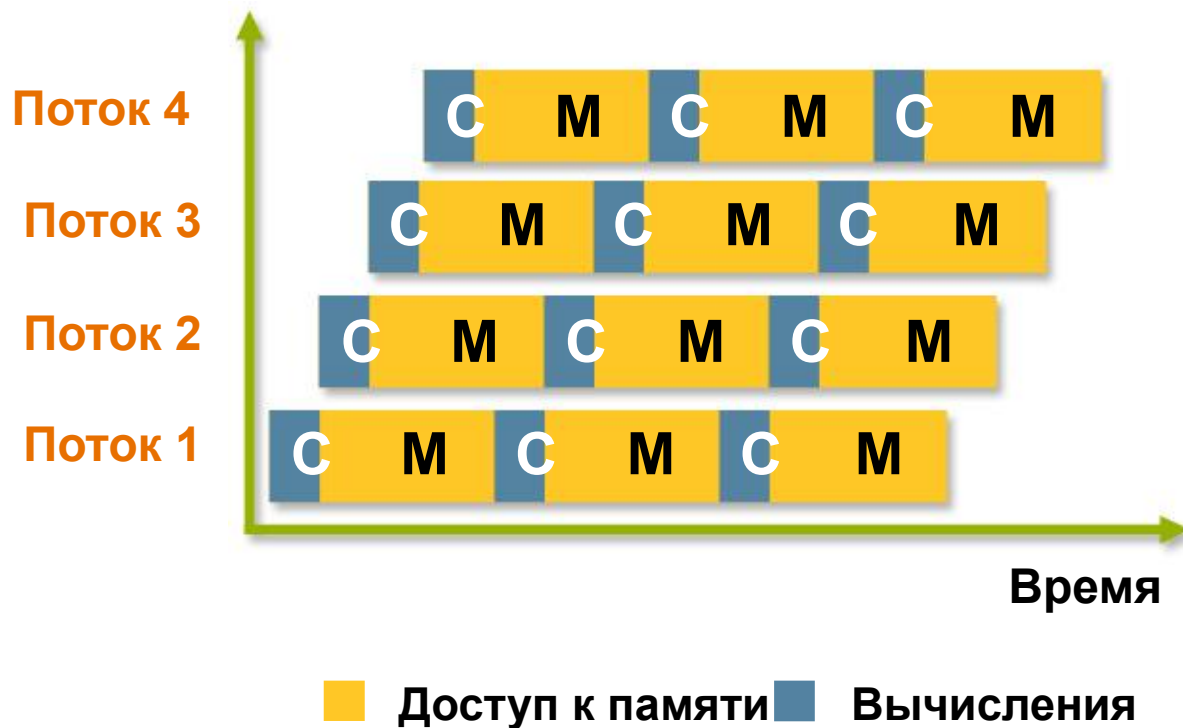 Поток 4 C M C M C M
Поток 3 C M C M C M
Поток 2 C M C M C M
Поток 1 C M C M C M
Время
Доступ к памяти Вычисления